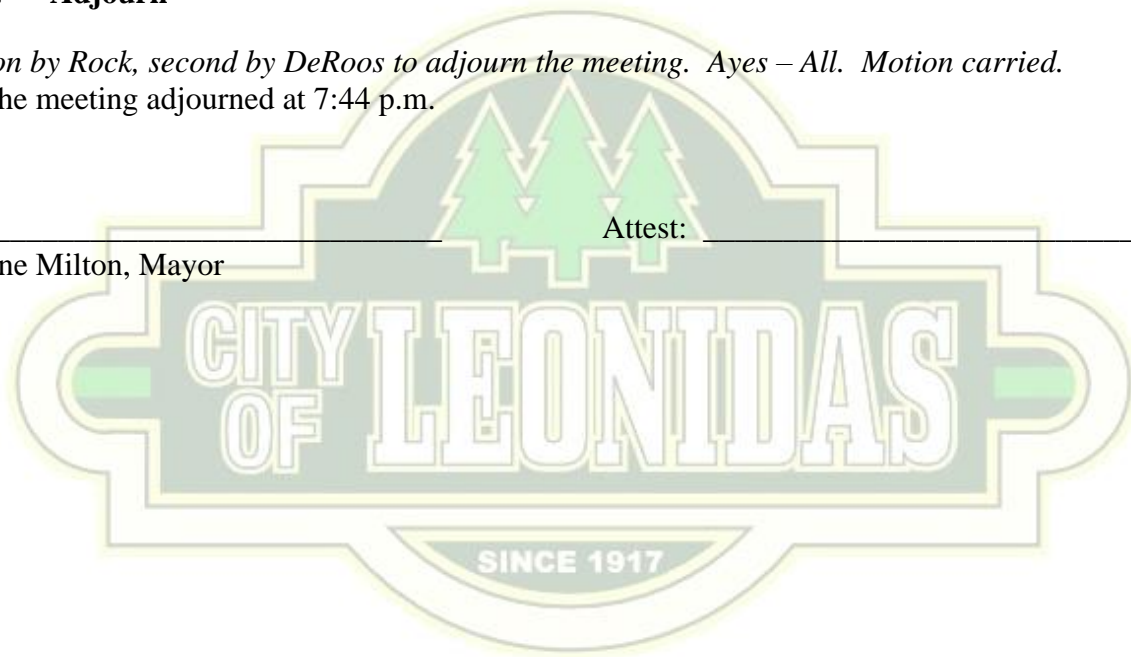 Adjourn
on by Rock, second by DeRoos to adjourn the meeting. Ayes – All. Motion carried.
he meeting adjourned at 7:44 p.m.
Attest:
ne Milton, Mayor
CITY OF LEONIDAS
SINCE 1917